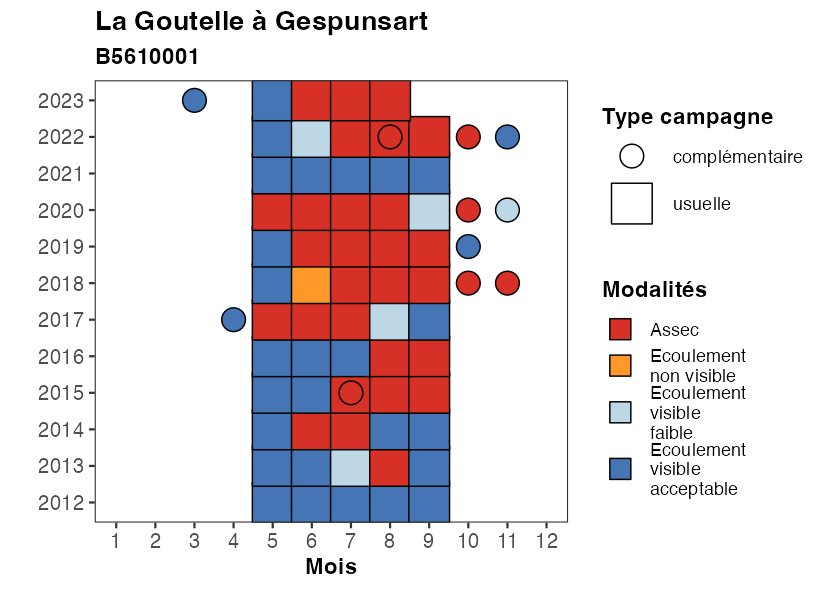 La Goutelle à Gespunsart
B5610001
2023
2022
2021
2020
2019
2018
2017
2016
2015
2014
2013
2012
1 2 3 4 5 6 7 8 9 10 11 12
Mois
Type campagne
complémentaire
usuelle
Modalités
Assec
Ecoulement
non visible
Ecoulement
visible
faible
Ecoulement
visible
acceptable